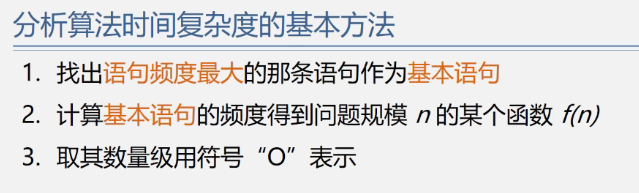 分析算法时间复杂度的基本方法
1. 找出语句频度最大的那条语句作为基本语句
2. 计算基本语句的频度得到问题规模 n 的某个函数 f(n)
3. 取其数量级用符号“O”表示